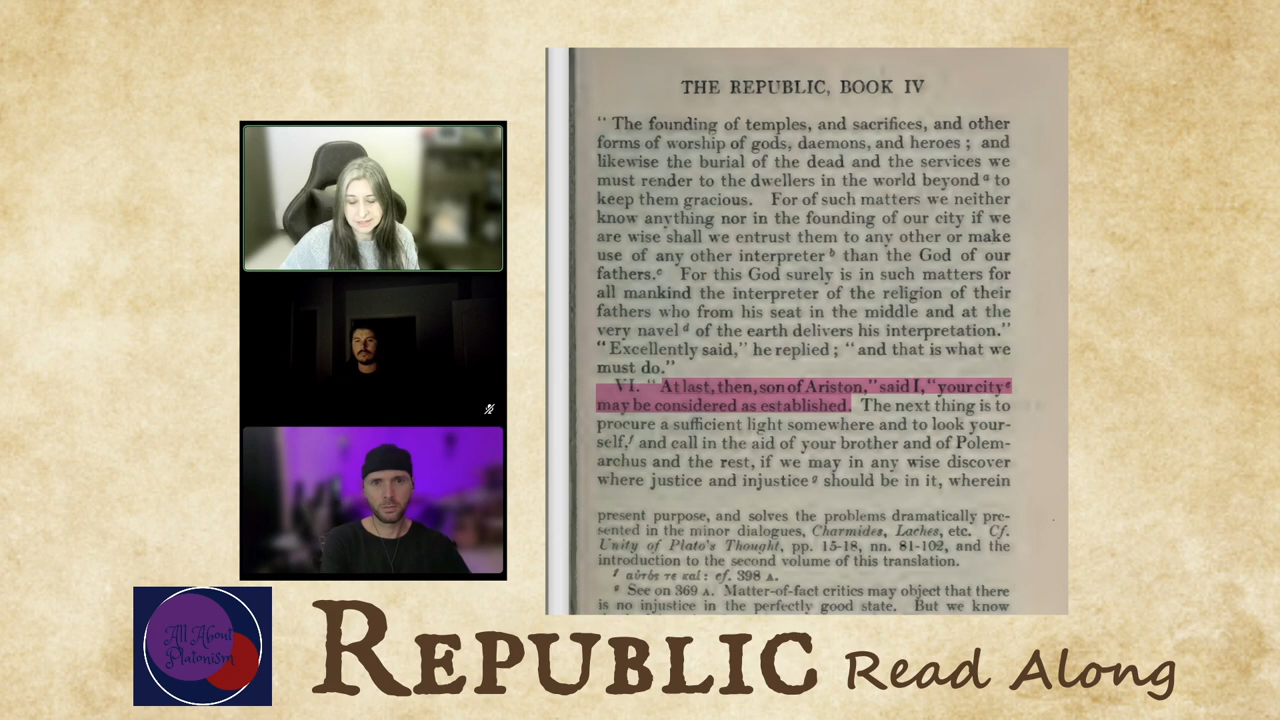 THE REPUBLIC, BOOK IV
“ The founding of temples, and sacrifices, and other
forms of worship of gods, daemons, and heroes ; and
likewise the burial of the dead and the services we
must render to the dwellers in the world beyond ᵃ to
keep them gracious. For of such matters we neither
know anything nor in the founding of our city if we
are wise shall we entrust them to any other or make
use of any other interpreter ᵇ than the God of our
fathers.ᶜ For this God surely is in such matters for
all mankind the interpreter of the religion of their
fathers who from his seat in the middle and at the
very navel ᵈ of the earth delivers his interpretation.”
“ Excellently said,” he replied ; “ and that is what we
must do.”
VI. “ At last, then, son of Ariston,” said I, “ your city ᵉ
may be considered as established. The next thing is to
procure a sufficient light somewhere and to look your-
self,ᶠ and call in the aid of your brother and of Polem-
archus and the rest, if we may in any wise discover
where justice and injustice ᵍ should be in it, wherein
present purpose, and solves the problems dramatically pre-
sented in the minor dialogues, Charmides, Laches, etc. Cf.
Unity of Plato's Thought, pp. 15-18, nn. 81-102, and the
introduction to the second volume of this translation.
ᶠ αὐτός τε καί : cf. 398 A.
ᵍ See on 369 A. Matter-of-fact critics may object that there
is no injustice in the perfectly good state. But we know
All About
Platonism
REPUBLIC Read Along